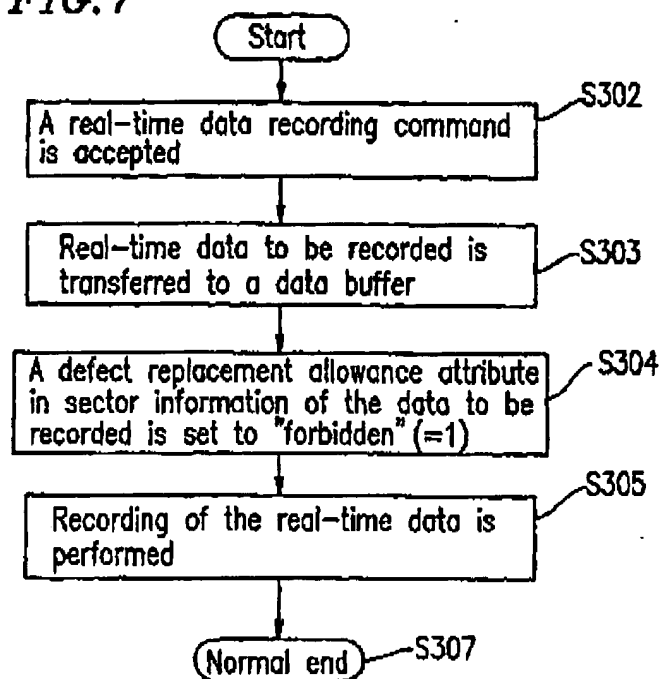 FIG. 7
Start
S302
A real-time data recording command
is accepted
S303
Real-time data to be recorded is
transferred to a data buffer
S304
A defect replacement allowance attribute
in sector information of the data to be
recorded is set to "forbidden" (=1)
S305
Recording of the real-time data is
performed
Normal end
S307